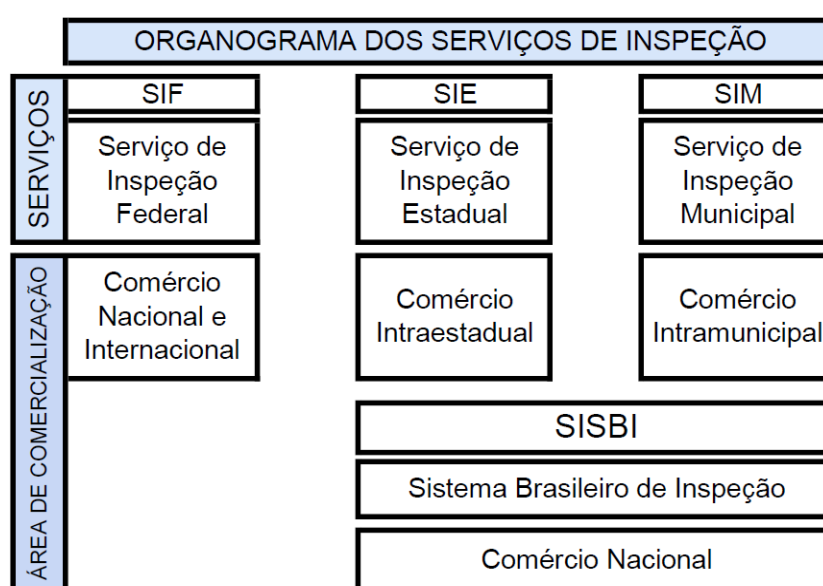 ORGANOGRAMA DOS SERVIÇOS DE INSPEÇÃO
SERVIÇOS
SIF
SIE
SIM
Serviço de
Inspeção
Federal
Serviço de
Inspeção
Estadual
Serviço de
Inspeção
Municipal
ÁREA DE COMERCIALIZAÇÃO
Comércio
Nacional e
Internacional
Comércio
Intraestadual
Comércio
Intramunicipal
SISBI
Sistema Brasileiro de Inspeção
Comércio Nacional